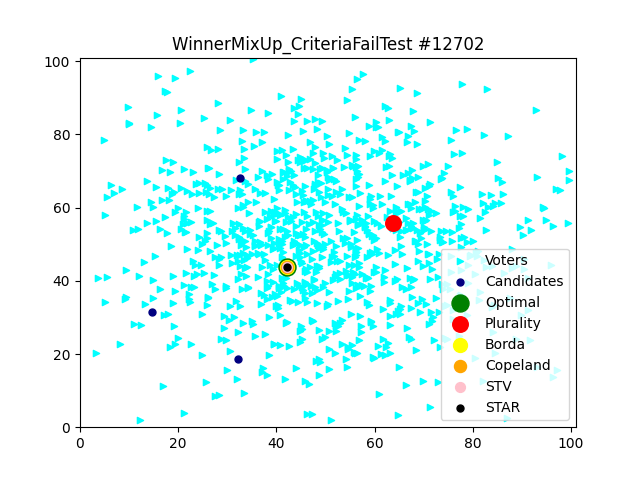 WinnerMixUp_CriteriaFailTest #12702
100
80
60
40
20
0
0
20
40
60
80
100
Voters
Candidates
Optimal
Plurality
Borda
Copeland
STV
STAR